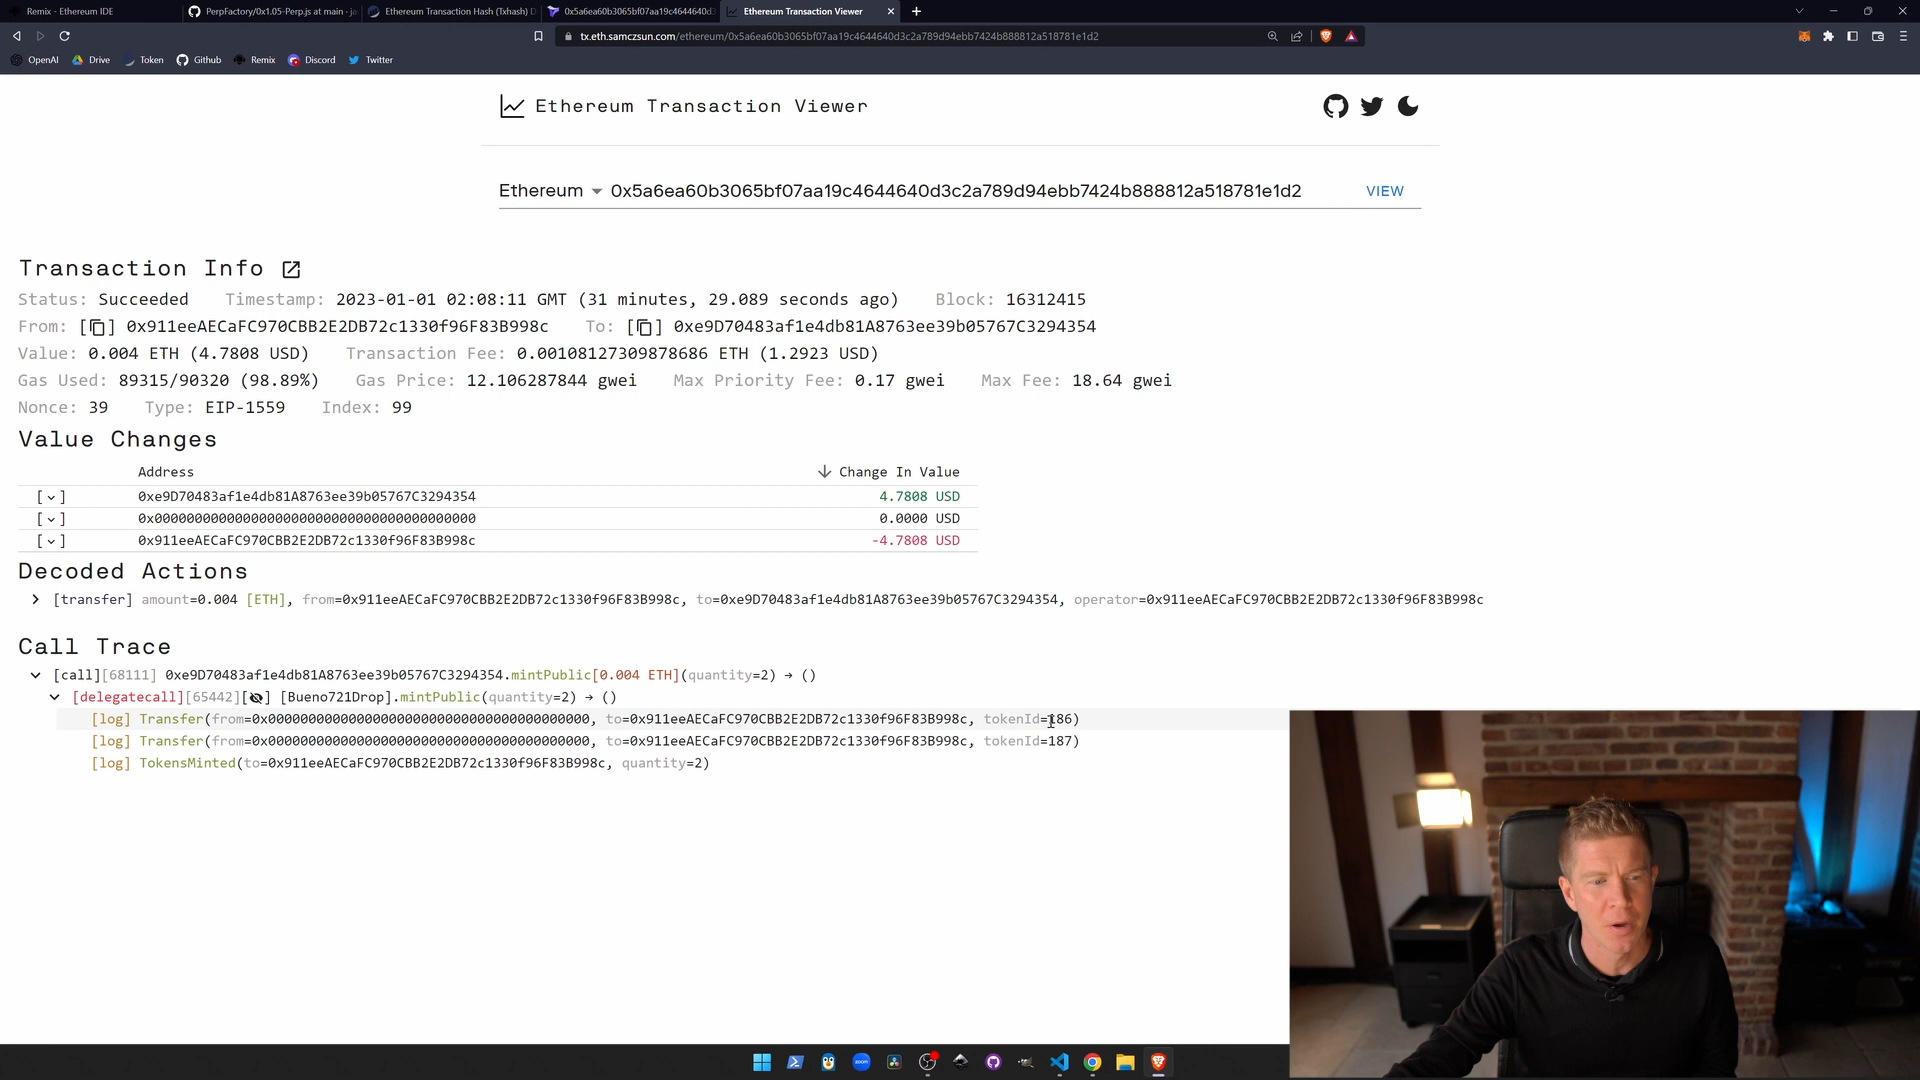 Remix - Ethereum IDE
PerpFactory/0x1.05-Perp.js at main · ja
Ethereum Transaction Hash (Txhash) D
0x5a6ea60b3065bf07aa19c4644640d3
Ethereum Transaction Viewer
tx.eth.samczsun.com/ethereum/0x5a6ea60b3065bf07aa19c4644640d3c2a789d94ebb7424b888812a518781e1d2
OpenAI Drive Token Github Remix Discord Twitter
Ethereum Transaction Viewer
Ethereum 0x5a6ea60b3065bf07aa19c4644640d3c2a789d94ebb7424b888812a518781e1d2 VIEW
Transaction Info
Status: Succeeded Timestamp: 2023-01-01 02:08:11 GMT (31 minutes, 29.089 seconds ago) Block: 16312415
From: [] 0x911eeAECaFC970CBB2E2DB72c1330f96F83B998c To: [] 0xe9D70483af1e4db81A8763ee39b05767C3294354
Value: 0.004 ETH (4.7808 USD) Transaction Fee: 0.00108127309878686 ETH (1.2923 USD)
Gas Used: 89315/90320 (98.89%) Gas Price: 12.106287844 gwei Max Priority Fee: 0.17 gwei Max Fee: 18.64 gwei
Nonce: 39 Type: EIP-1559 Index: 99
Value Changes
Address ↓ Change In Value
[⌄] 0xe9D70483af1e4db81A8763ee39b05767C3294354 4.7808 USD
[⌄] 0x0000000000000000000000000000000000000000 0.0000 USD
[⌄] 0x911eeAECaFC970CBB2E2DB72c1330f96F83B998c -4.7808 USD
Decoded Actions
[transfer] amount=0.004 [ETH], from=0x911eeAECaFC970CBB2E2DB72c1330f96F83B998c, to=0xe9D70483af1e4db81A8763ee39b05767C3294354, operator=0x911eeAECaFC970CBB2E2DB72c1330f96F83B998c
Call Trace
[call][68111] 0xe9D70483af1e4db81A8763ee39b05767C3294354.mintPublic[0.004 ETH](quantity=2) → ()
[delegatecall][65442][] [Bueno721Drop].mintPublic(quantity=2) → ()
[log] Transfer(from=0x0000000000000000000000000000000000000000, to=0x911eeAECaFC970CBB2E2DB72c1330f96F83B998c, tokenId=186)
[log] Transfer(from=0x0000000000000000000000000000000000000000, to=0x911eeAECaFC970CBB2E2DB72c1330f96F83B998c, tokenId=187)
[log] TokensMinted(to=0x911eeAECaFC970CBB2E2DB72c1330f96F83B998c, quantity=2)
zoom